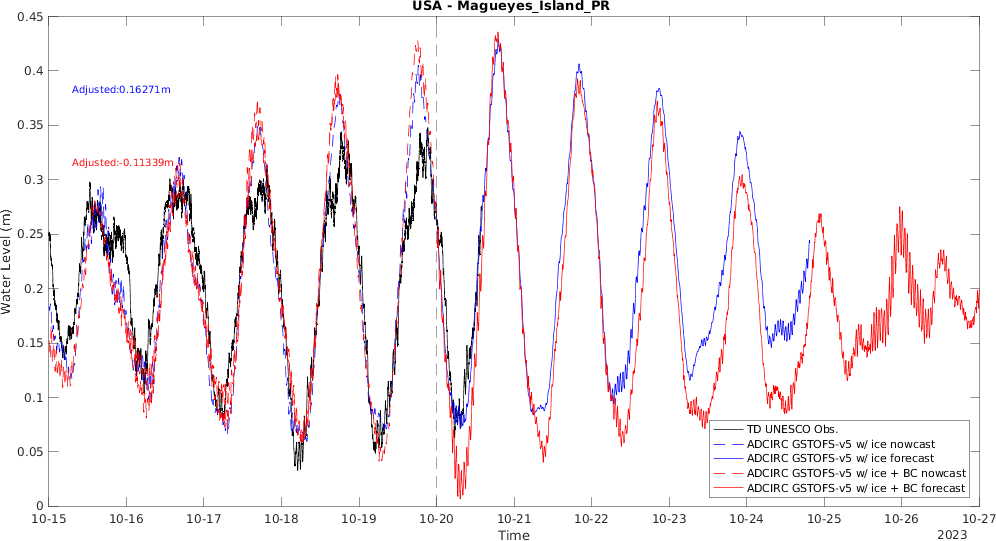 USA - Magueyes_Island_PR
Water Level (m)
0.45
0.4
0.35
0.3
0.25
0.2
0.15
0.1
0.05
0
Adjusted:0.16271m
Adjusted:-0.11339m
TD UNESCO Obs.
ADCIRC GSTOFS-v5 w/ ice nowcast
ADCIRC GSTOFS-v5 w/ ice forecast
ADCIRC GSTOFS-v5 w/ ice + BC nowcast
ADCIRC GSTOFS-v5 w/ ice + BC forecast
10-15 10-16 10-17 10-18 10-19 10-20 10-21 10-22 10-23 10-24 10-25 10-26 10-27
Time
2023